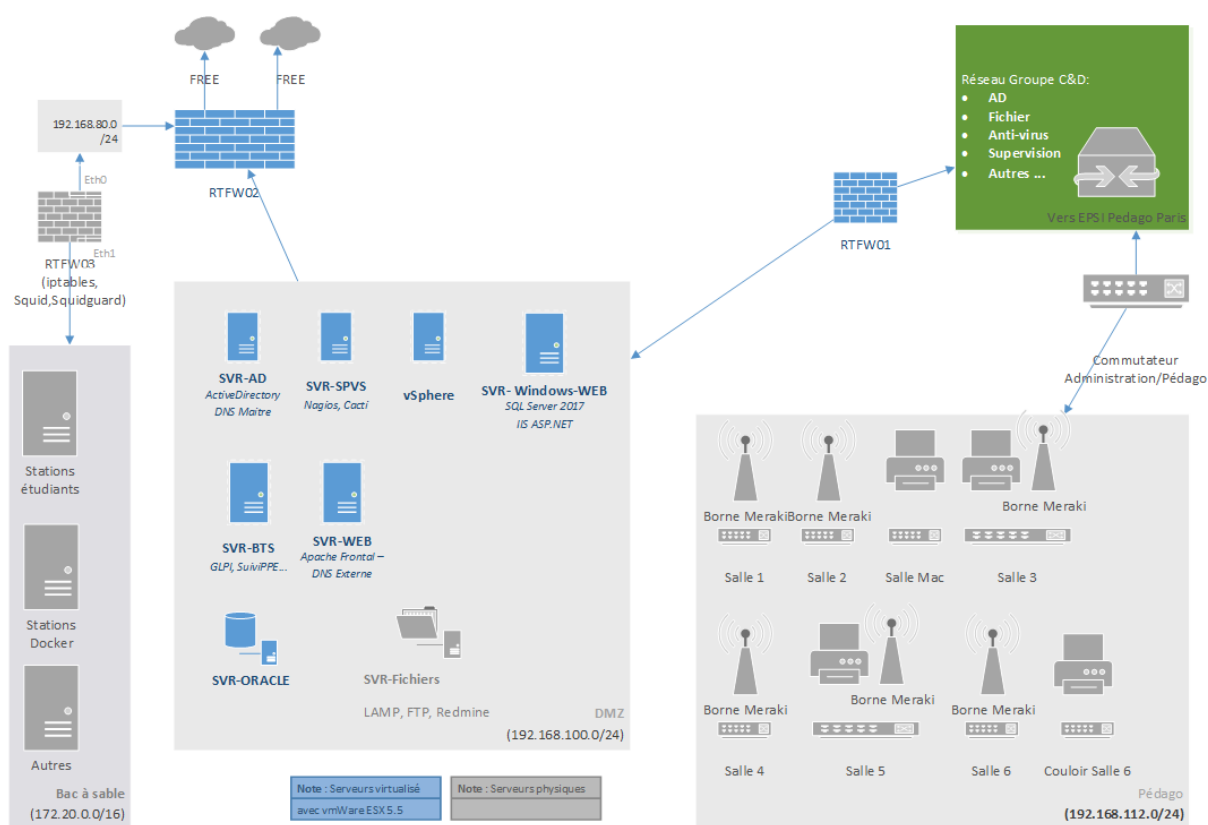 FREE
FREE
192.168.80.0
/24
RTFW02
Eth0
Eth1
RTFW03
(iptables,
Squid,Squidguard)
Réseau Groupe C&D:
• AD
• Fichier
• Anti-virus
• Supervision
• Autres ...
Vers EPSI Pedago Paris
RTFW01
Commutateur
Administration/Pédago
Stations
étudiants
Stations
Docker
Autres
Bac à sable
(172.20.0.0/16)
SVR-AD
ActiveDirectory
DNS Maitre
SVR-SPVS
Nagios, Cacti
vSphere
SVR- Windows-WEB
SQL Server 2017
IIS ASP.NET
SVR-BTS
GLPI, SuiviPPE...
SVR-WEB
Apache Frontal –
DNS Externe
SVR-ORACLE
SVR-Fichiers
LAMP, FTP, Redmine
DMZ
(192.168.100.0/24)
Note : Serveurs virtualisé
avec vmWare ESX 5.5
Note : Serveurs physiques
Borne Meraki
Borne Meraki
Borne Meraki
Salle 1
Salle 2
Salle Mac
Salle 3
Borne Meraki
Borne Meraki
Borne Meraki
Salle 4
Salle 5
Salle 6
Couloir Salle 6
Pédago
(192.168.112.0/24)